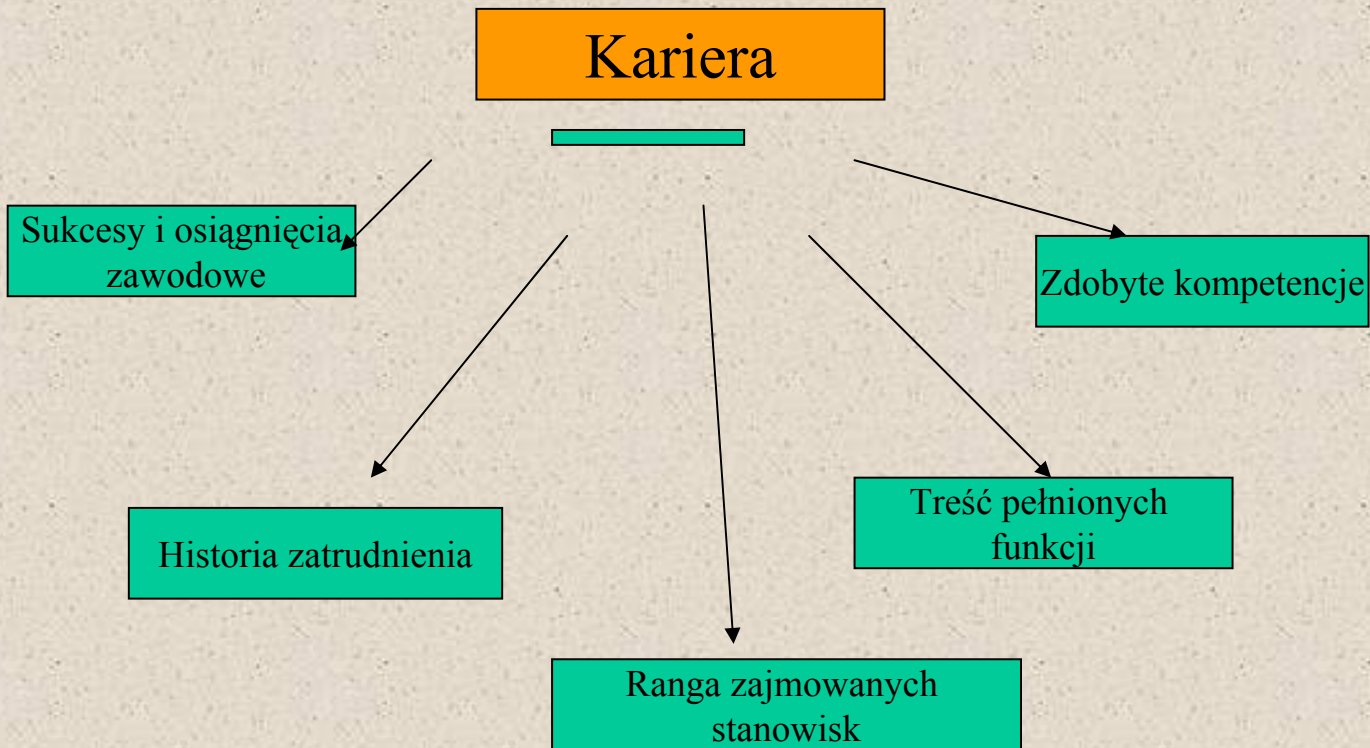 Kariera
Sukcesy i osiągnięcia
zawodowe
Zdobyte kompetencje
Historia zatrudnienia
Treść pełnionych
funkcji
Ranga zajmowanych
stanowisk